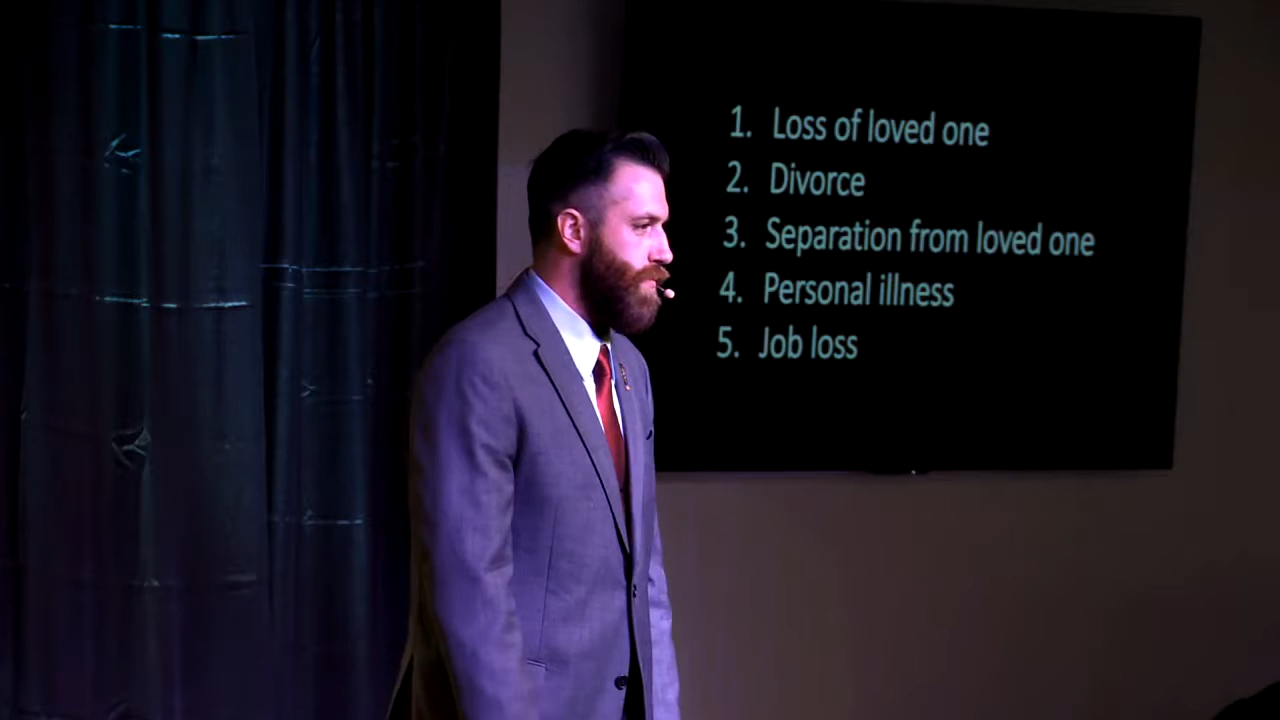 1. Loss of loved one
2. Divorce
3. Separation from loved one
4. Personal illness
5. Job loss